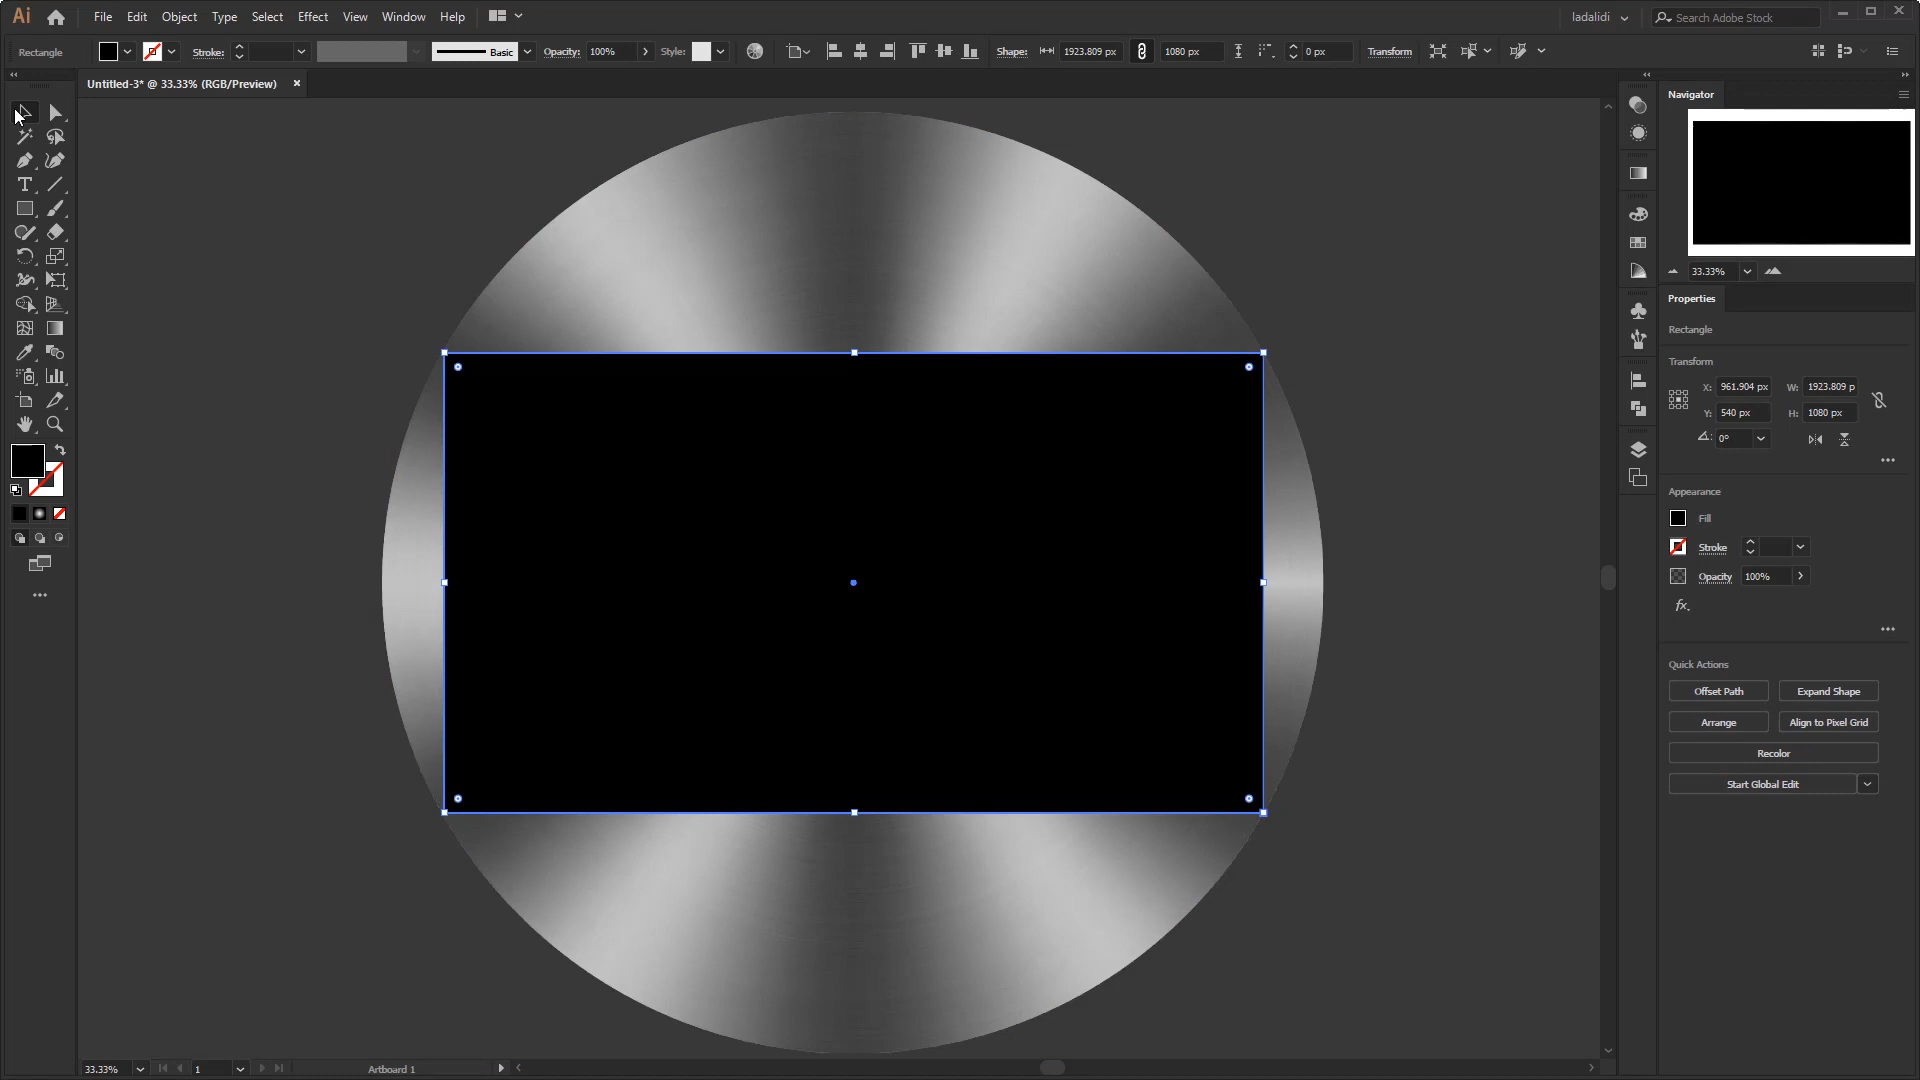 Ai File Edit Object Type Select Effect View Window Help ladalidi Search Adobe Stock
Rectangle Stroke: Basic Opacity: 100% Style: Shape: 1923.809 px 1080 px 0 px Transform
Untitled-3* @ 33.33% (RGB/Preview)
Navigator
33.33%
Properties
Rectangle
Transform
X: 961.904 px W: 1923.809 p
Y: 540 px H: 1080 px
0°
Appearance
Fill
Stroke
Opacity 100%
fx.
Quick Actions
Offset Path Expand Shape
Arrange Align to Pixel Grid
Recolor
Start Global Edit
33.33% 1 Artboard 1